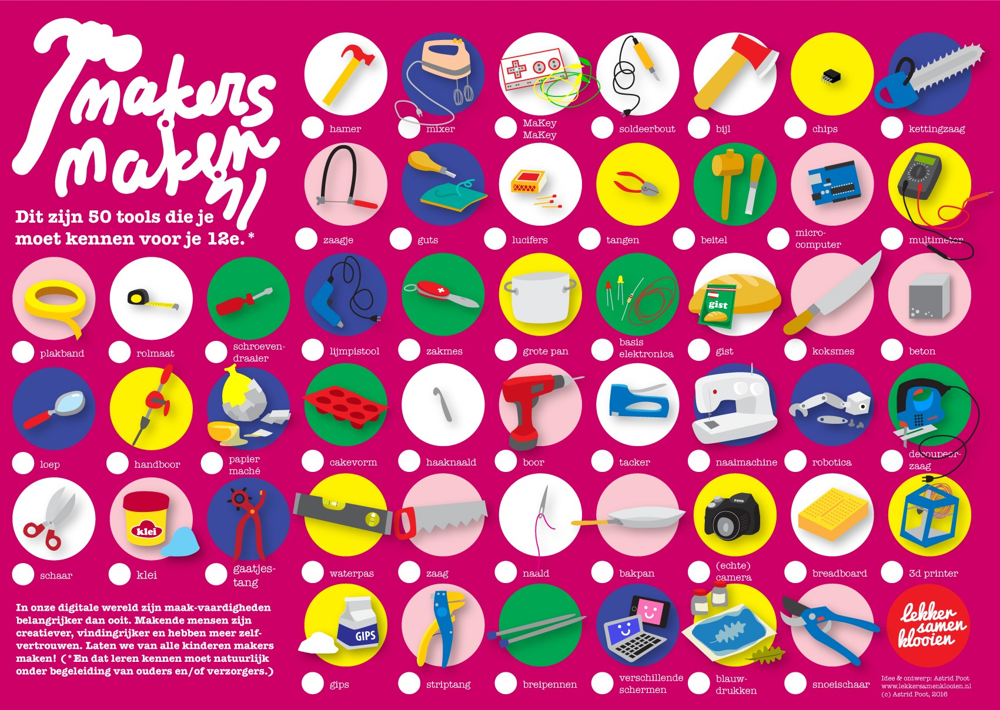 makers
maken
nl
Dit zijn 50 tools die je
moet kennen voor je 12e.*
hamer
mixer
MaKey
MaKey
soldeerbout
bijl
chips
kettingzaag
zaagje
guts
lucifers
tangen
beitel
micro-
computer
multimeter
plakband
rolmaat
schroeven-
draaier
lijmpistool
zakmes
grote pan
basis
elektronica
gist
gist
koksmes
beton
loep
handboor
papier
maché
cakevorm
haaknaald
boor
tacker
naaimachine
robotica
decoupeer-
zaag
klei
FOTO
schaar
klei
gaatjes-
tang
waterpas
zaag
naald
bakpan
(echte)
camera
breadboard
3d printer
In onze digitale wereld zijn maak-vaardigheden
belangrijker dan ooit. Makende mensen zijn
creatiever, vindingrijker en hebben meer zelf-
vertrouwen. Laten we van alle kinderen makers
maken! (*En dat leren kennen moet natuurlijk
onder begeleiding van ouders en/of verzorgers.)
GIPS
gips
striptang
breipennen
verschillende
schermen
blauw-
drukken
snoeischaar
lekker
samen
klooien
Idee & ontwerp: Astrid Poot
www.lekkersamenklooien.nl
(c) Astrid Poot, 2016